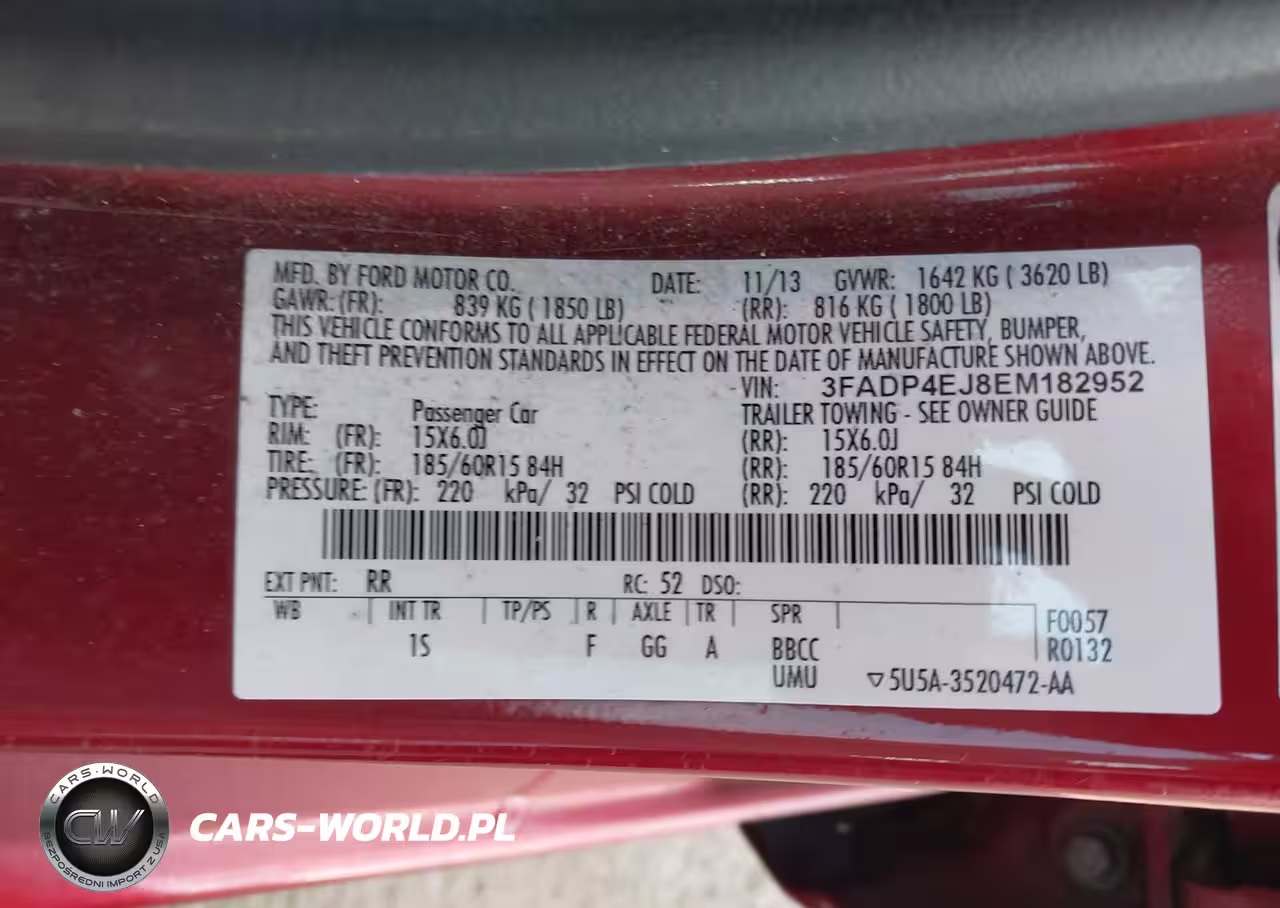 MFD. BY FORD MOTOR CO. DATE: 11/13 GVWR: 1642 KG ( 3620 LB)
GAWR: (FR): 839 KG ( 1850 LB) (RR): 816 KG ( 1800 LB)
THIS VEHICLE CONFORMS TO ALL APPLICABLE FEDERAL MOTOR VEHICLE SAFETY, BUMPER,
AND THEFT PREVENTION STANDARDS IN EFFECT ON THE DATE OF MANUFACTURE SHOWN ABOVE.
VIN: 3FADP4EJ8EM182952
TYPE: Passenger Car TRAILER TOWING - SEE OWNER GUIDE
RIM: (FR): 15X6.0J (RR): 15X6.0J
TIRE: (FR): 185/60R15 84H (RR): 185/60R15 84H
PRESSURE: (FR): 220 kPa/ 32 PSI COLD (RR): 220 kPa/ 32 PSI COLD
EXT PNT: RR RC: 52 DSO:
WB INT TR TP/PS R AXLE TR SPR F0057
1S F GG A BBCC R0132
UMU ▽5U5A-3520472-AA
CARS-WORLD
CW
BEZPOŚREDNI IMPORT Z USA
CARS-WORLD.PL